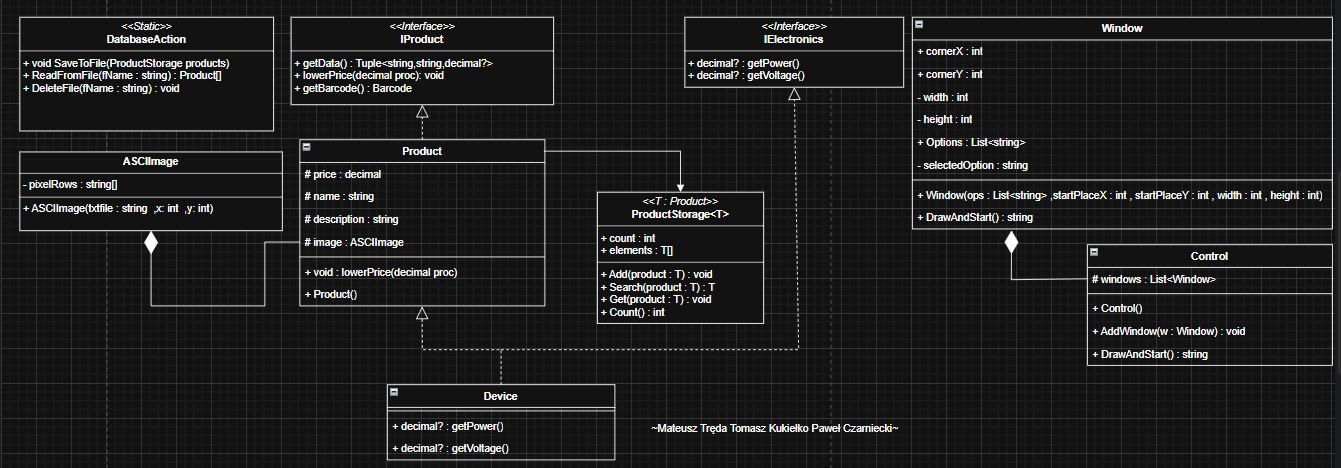 <<Static>>
DatabaseAction
+ void SaveToFile(ProductStorage products)
+ ReadFromFile(fName : string) : Product[]
+ DeleteFile(fName : string) : void
<<Interface>>
IProduct
+ getData() : Tuple<string,string,decimal?>
+ lowerPrice(decimal proc): void
+ getBarcode() : Barcode
<<Interface>>
IElectronics
+ decimal? : getPower()
+ decimal? : getVoltage()
Window
+ cornerX : int
+ cornerY : int
- width : int
- height : int
+ Options : List<string>
- selectedOption : string
+ Window(ops : List<string> ,startPlaceX : int , startPlaceY : int , width : int , height : int)
+ DrawAndStart() : string
ASCIImage
- pixelRows : string[]
+ ASCIImage(txtfile : string ,x: int ,y: int)
Product
# price : decimal
# name : string
# description : string
# image : ASCIImage
+ void : lowerPrice(decimal proc)
+ Product()
<<T : Product>>
ProductStorage<T>
+ count : int
+ elements : T[]
+ Add(product : T) : void
+ Search(product : T) : T
+ Get(product : T) : void
+ Count() : int
Control
# windows : List<Window>
+ Control()
+ AddWindow(w : Window) : void
+ DrawAndStart() : string
Device
+ decimal? : getPower()
+ decimal? : getVoltage()
~Mateusz Tręda Tomasz Kukiełko Paweł Czarniecki~